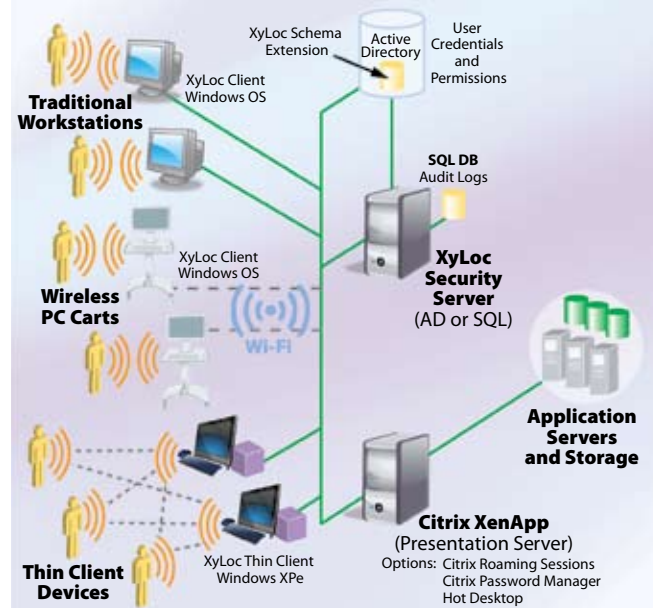 XyLoc Schema
Extension
Active
Directory
User
Credentials
and
Permissions
XyLoc Client
Windows OS
Traditional
Workstations
SQL DB
Audit Logs
XyLoc Client
Windows OS
XyLoc
Security
Server
(AD or SQL)
Wireless
PC Carts
Wi-Fi
Application
Servers
and Storage
Citrix XenApp
(Presentation Server)
Options: Citrix Roaming Sessions
Citrix Password Manager
Hot Desktop
XyLoc Thin Client
Windows XPe
Thin Client
Devices